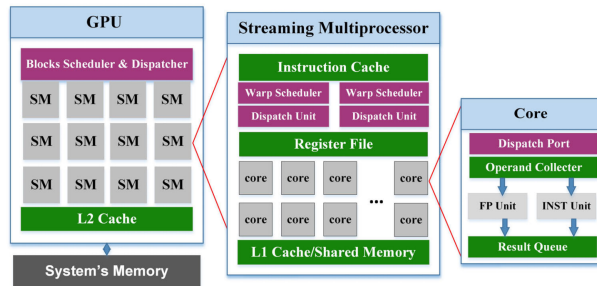 GPU
Blocks Scheduler & Dispatcher
SM SM SM SM
SM SM SM SM
SM SM SM SM
L2 Cache
System's Memory
Streaming Multiprocessor
Instruction Cache
Warp Scheduler Warp Scheduler
Dispatch Unit Dispatch Unit
Register File
core core core ... core
core core core core
L1 Cache/Shared Memory
Core
Dispatch Port
Operand Collecter
FP Unit INST Unit
Result Queue